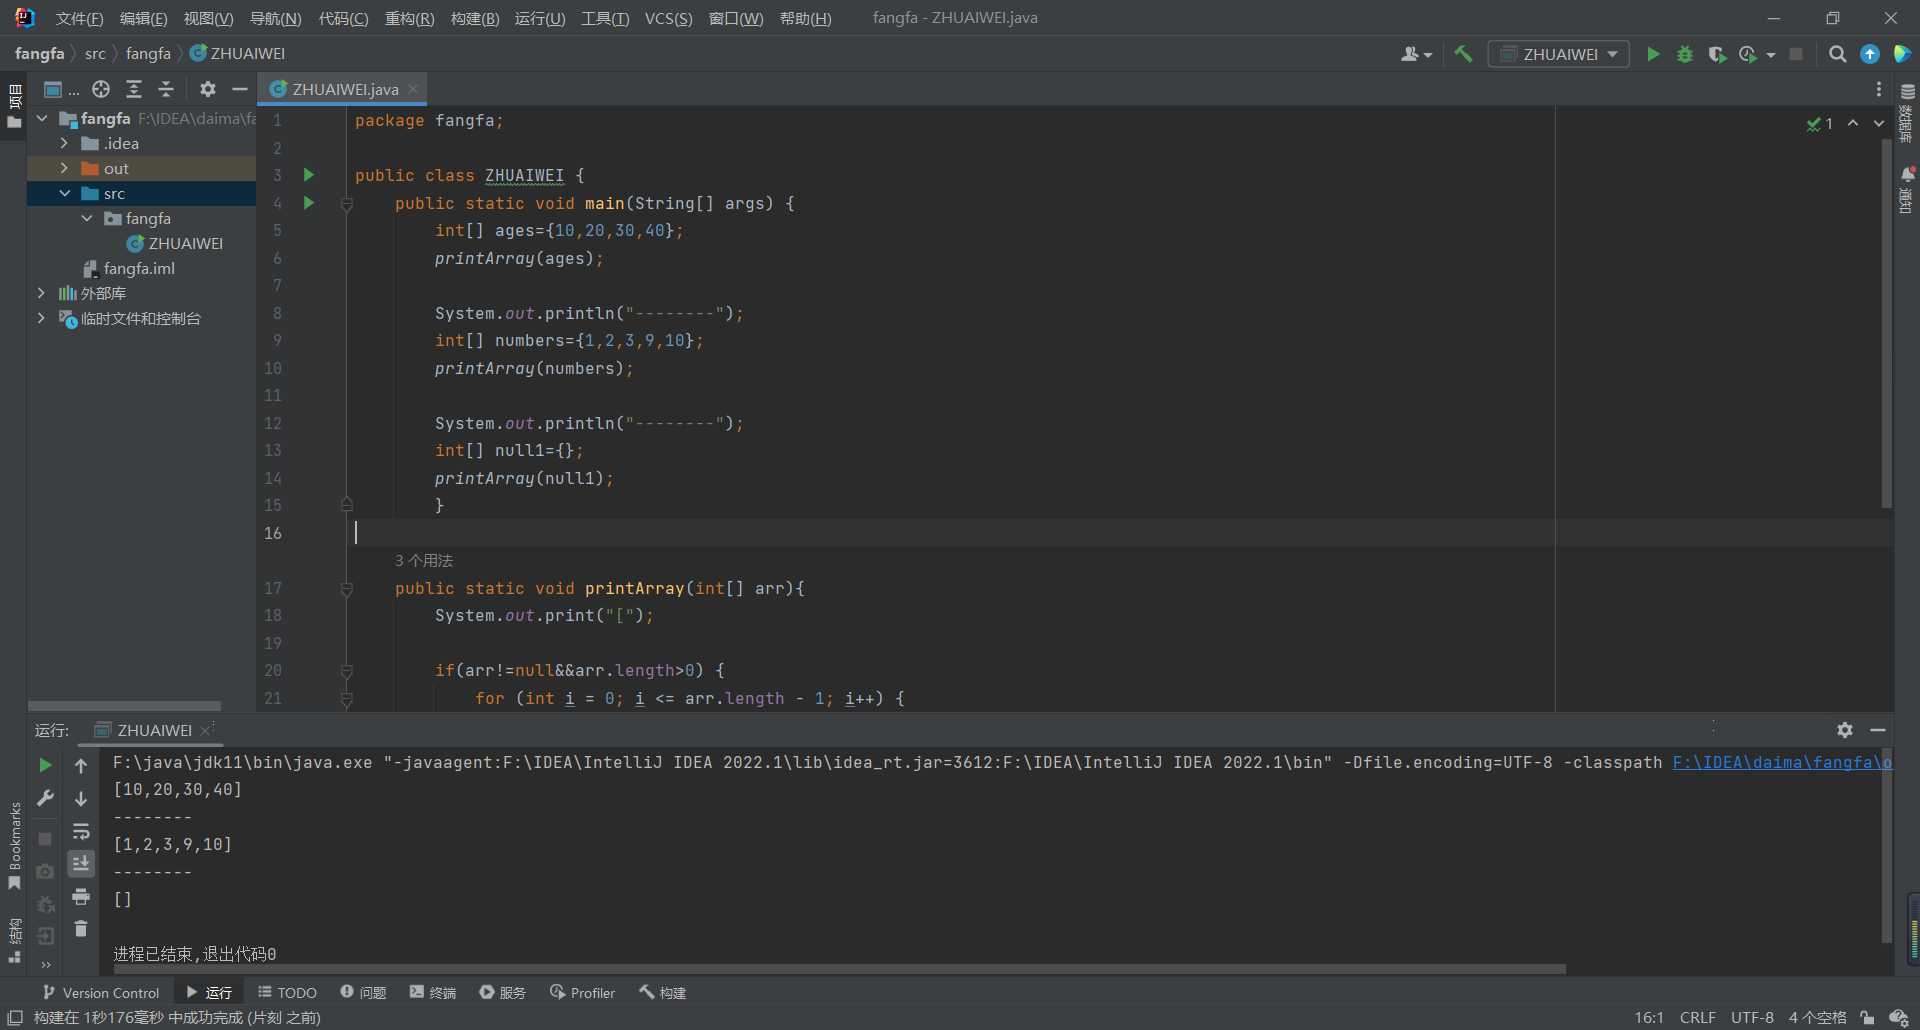 文件(F) 编辑(E) 视图(V) 导航(N) 代码(C) 重构(R) 构建(B) 运行(U) 工具(T) VCS(S) 窗口(W) 帮助(H) fangfa - ZHUAIWEI.java
fangfa 〉 src 〉 fangfa 〉 ZHUAIWEI
ZHUAIWEI
项目
...
ZHUAIWEI.java
fangfa F:\IDEA\daima\fa
.idea
out
src
fangfa
ZHUAIWEI
fangfa.iml
外部库
临时文件和控制台
1 package fangfa;
2
3 public class ZHUAIWEI {
4 public static void main(String[] args) {
5 int[] ages={10,20,30,40};
6 printArray(ages);
7
8 System.out.println("--------");
9 int[] numbers={1,2,3,9,10};
10 printArray(numbers);
11
12 System.out.println("--------");
13 int[] null1={};
14 printArray(null1);
15 }
16
3 个用法
17 public static void printArray(int[] arr){
18 System.out.print("[");
19
20 if(arr!=null&&arr.length>0) {
21 for (int i = 0; i <= arr.length - 1; i++) {
1
数据库
通知
运行: ZHUAIWEI
F:\java\jdk11\bin\java.exe "-javaagent:F:\IDEA\IntelliJ IDEA 2022.1\lib\idea_rt.jar=3612:F:\IDEA\IntelliJ IDEA 2022.1\bin" -Dfile.encoding=UTF-8 -classpath F:\IDEA\daima\fangfa\o
[10,20,30,40]
--------
[1,2,3,9,10]
--------
[]
进程已结束,退出代码0
Bookmarks
结构
Version Control 运行 TODO 问题 终端 服务 Profiler 构建
构建在 1秒176毫秒 中成功完成 (片刻 之前)
16:1 CRLF UTF-8 4 个空格